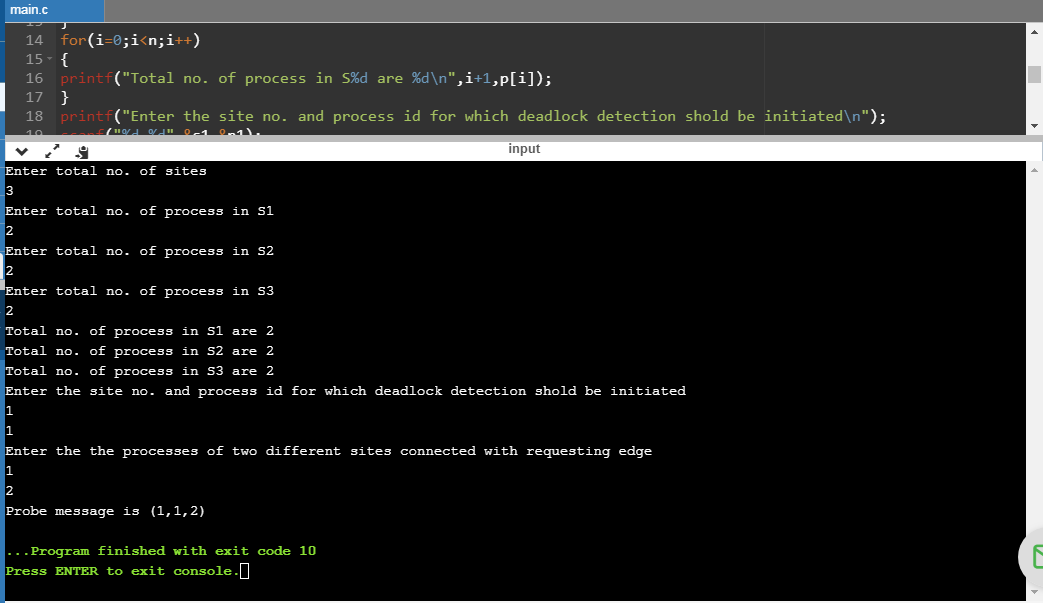 main.c
14 for(i=0;i<n;i++)
15 {
16 printf("Total no. of process in S%d are %d\n",i+1,p[i]);
17 }
18 printf("Enter the site no. and process id for which deadlock detection shold be initiated\n");
input
Enter total no. of sites
3
Enter total no. of process in S1
2
Enter total no. of process in S2
2
Enter total no. of process in S3
2
Total no. of process in S1 are 2
Total no. of process in S2 are 2
Total no. of process in S3 are 2
Enter the site no. and process id for which deadlock detection shold be initiated
1
1
Enter the the processes of two different sites connected with requesting edge
1
2
Probe message is (1,1,2)
...Program finished with exit code 10
Press ENTER to exit console.